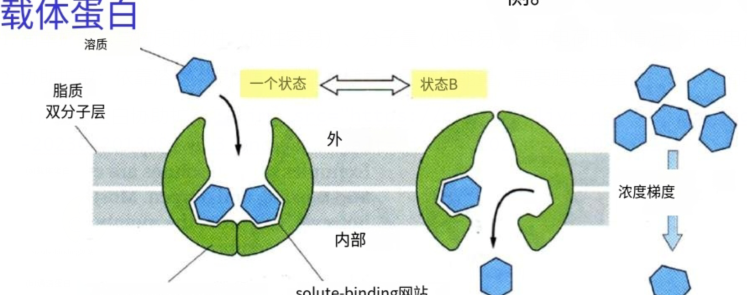 载体蛋白
溶质
一个状态
状态B
脂质
双分子层
外
浓度梯度
内部
solute-binding网站